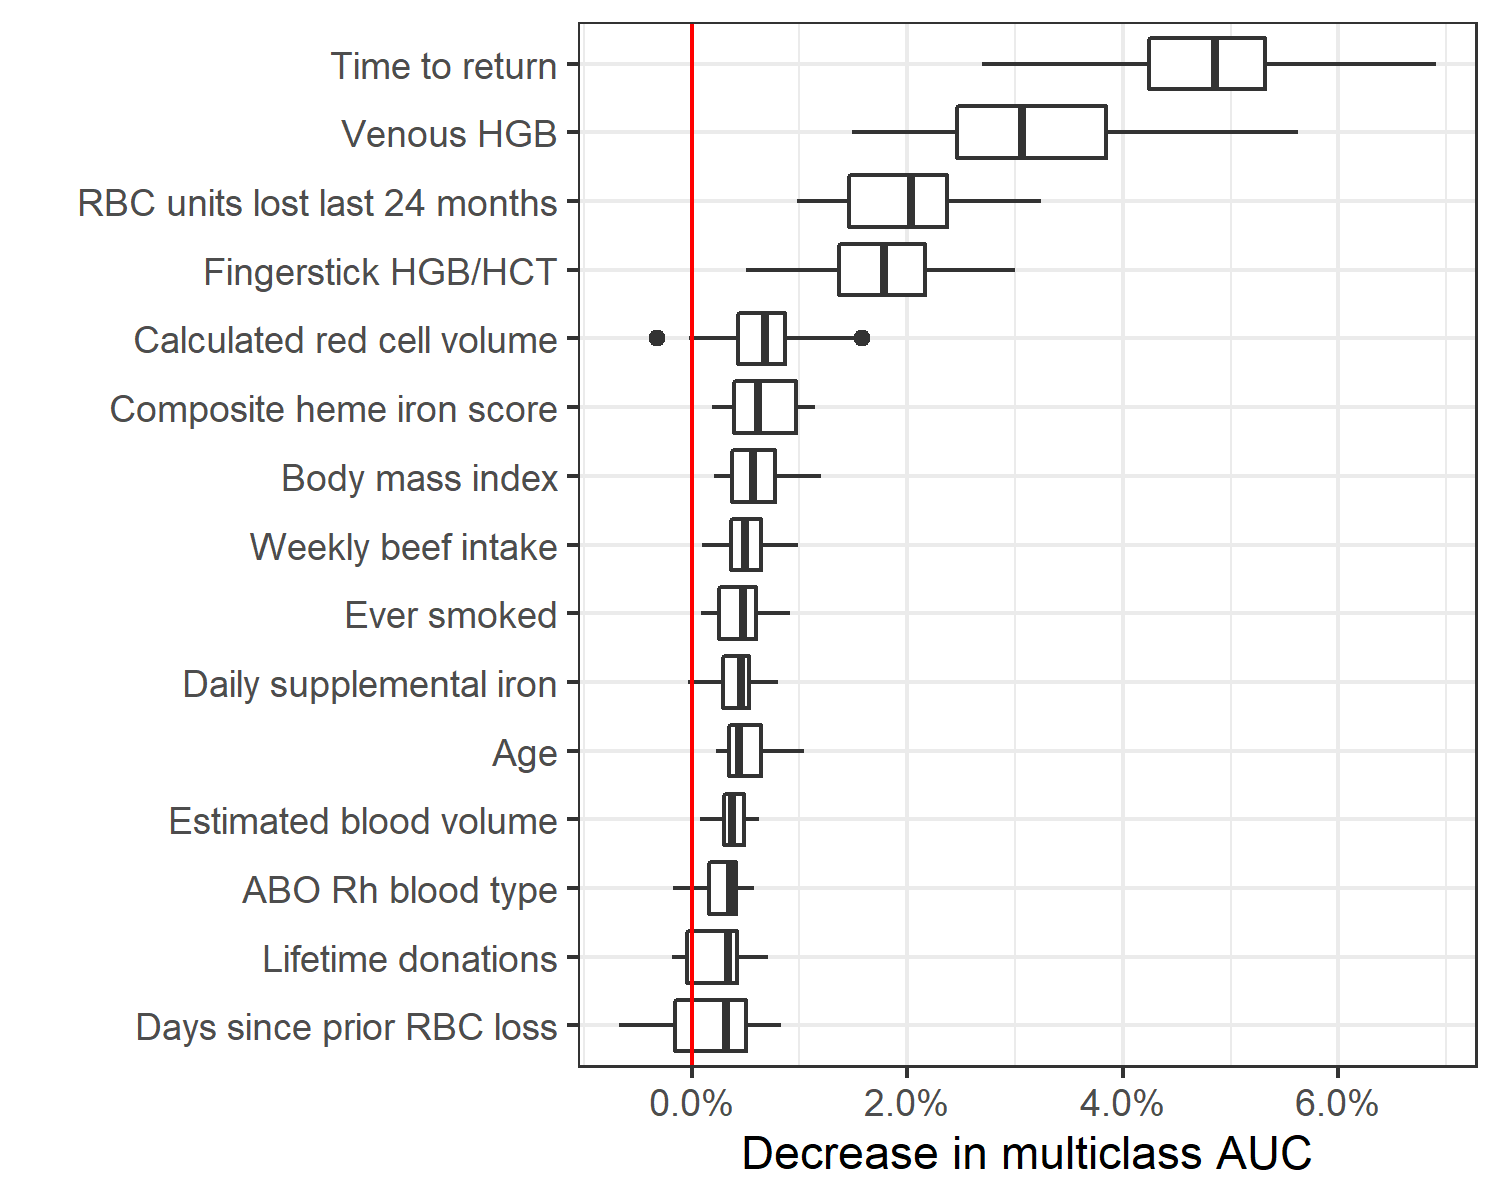 Time to return
Venous HGB
RBC units lost last 24 months
Fingerstick HGB/HCT
Calculated red cell volume
Composite heme iron score
Body mass index
Weekly beef intake
Ever smoked
Daily supplemental iron
Age
Estimated blood volume
ABO Rh blood type
Lifetime donations
Days since prior RBC loss
0.0% 2.0% 4.0% 6.0%
Decrease in multiclass AUC